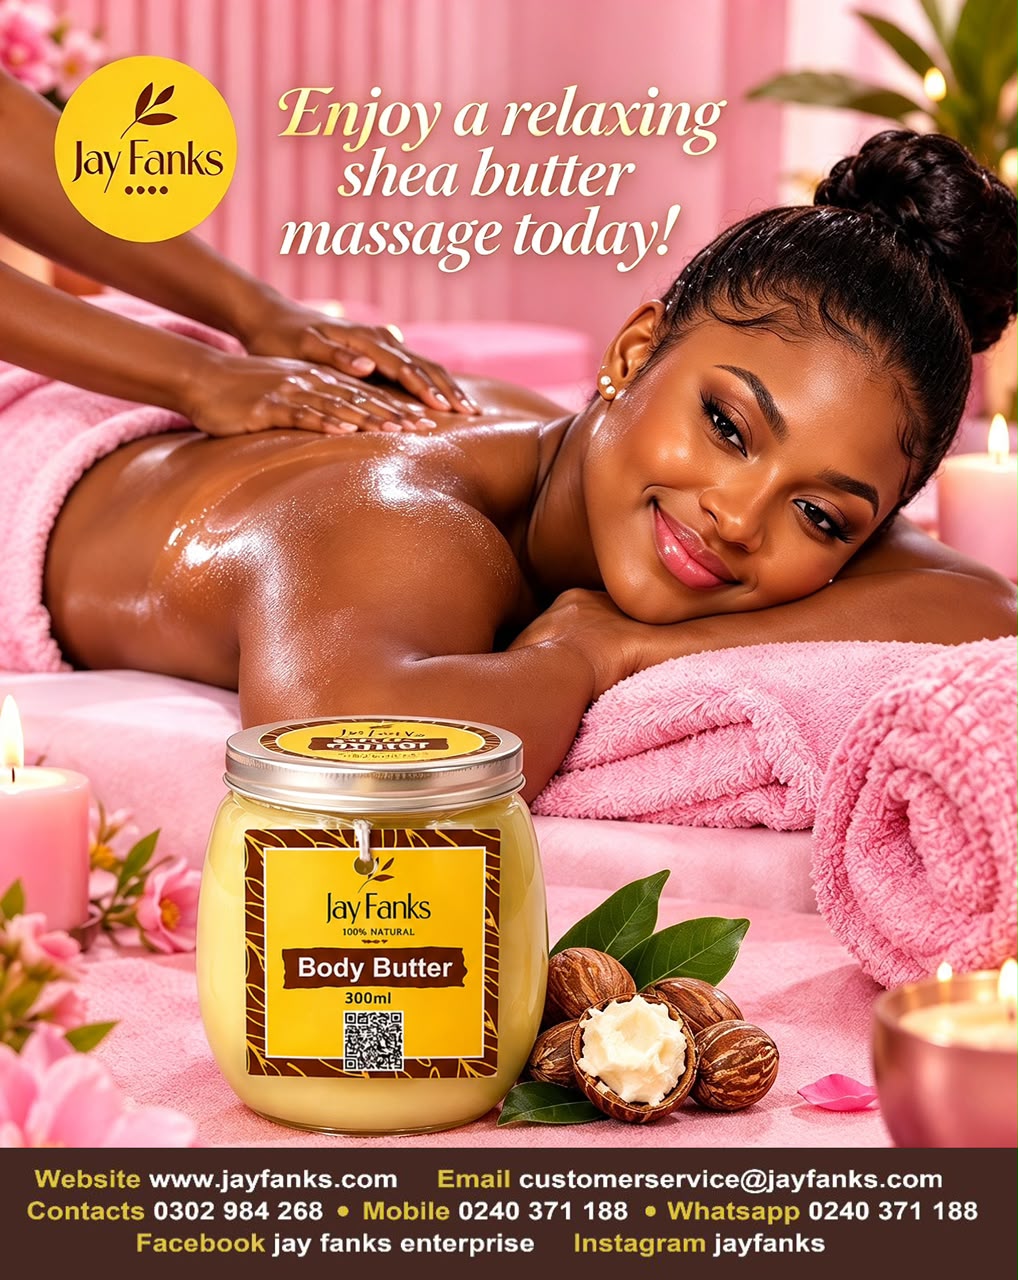 Jay Fanks
Enjoy a relaxing
shea butter
massage today!
Jay Fanks
100% NATURAL
Body Butter
300ml
Website www.jayfanks.com Email customerservice@jayfanks.com
Contacts 0302 984 268 • Mobile 0240 371 188 • Whatsapp 0240 371 188
Facebook jay fanks enterprise Instagram jayfanks